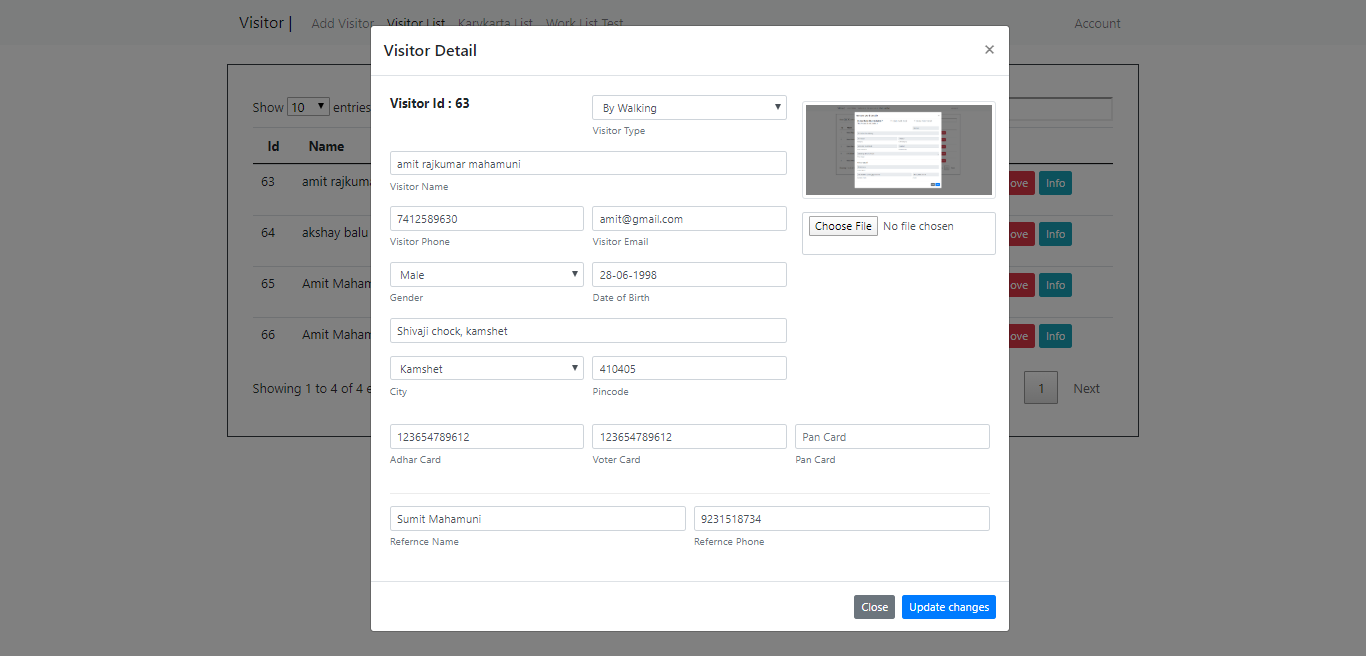 Visitor | Add Visitor Visitor List Karykarta List Work List Test Account
Visitor Detail ×
Show 10 entries
Id Name
63 amit rajkuma ove Info
64 akshay balu ove Info
65 Amit Maham ove Info
66 Amit Maham ove Info
Showing 1 to 4 of 4 e 1 Next
Visitor Id : 63
By Walking
Visitor Type
amit rajkumar mahamuni
Visitor Name
7412589630 amit@gmail.com
Visitor Phone Visitor Email
Choose File No file chosen
Male 28-06-1998
Gender Date of Birth
Shivaji chock, kamshet
Kamshet 410405
City Pincode
123654789612 123654789612 Pan Card
Adhar Card Voter Card Pan Card
Sumit Mahamuni 9231518734
Refernce Name Refernce Phone
Close Update changes